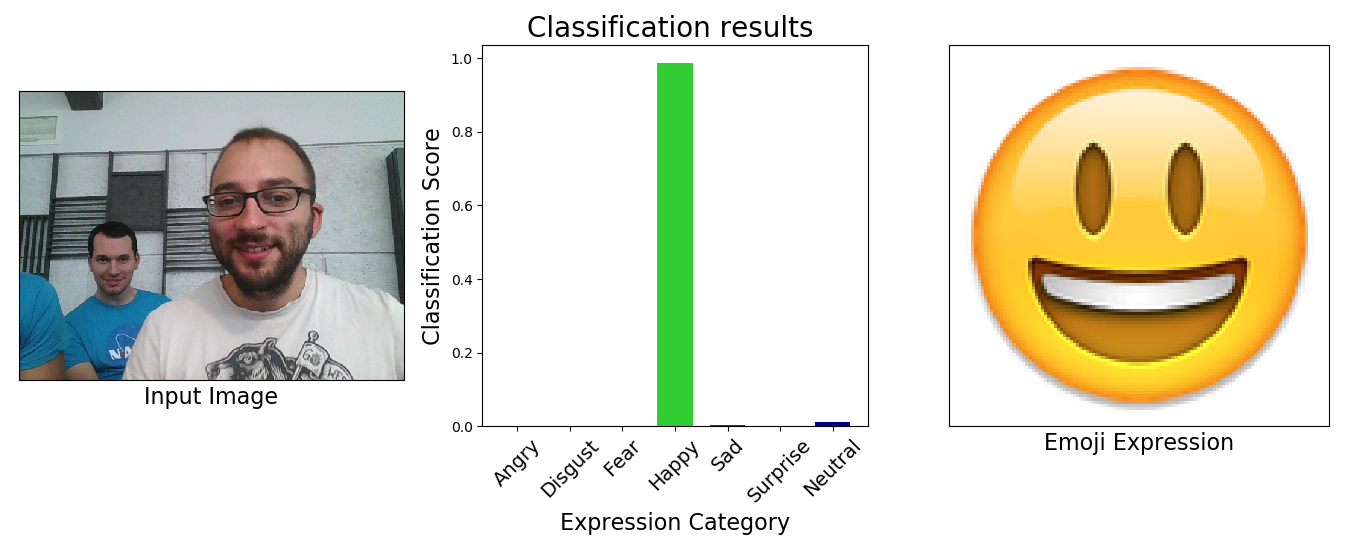 Input Image
Classification results
Classification Score
1.0
0.8
0.6
0.4
0.2
0.0
Angry
Disgust
Fear
Happy
Sad
Surprise
Neutral
Expression Category
Emoji Expression